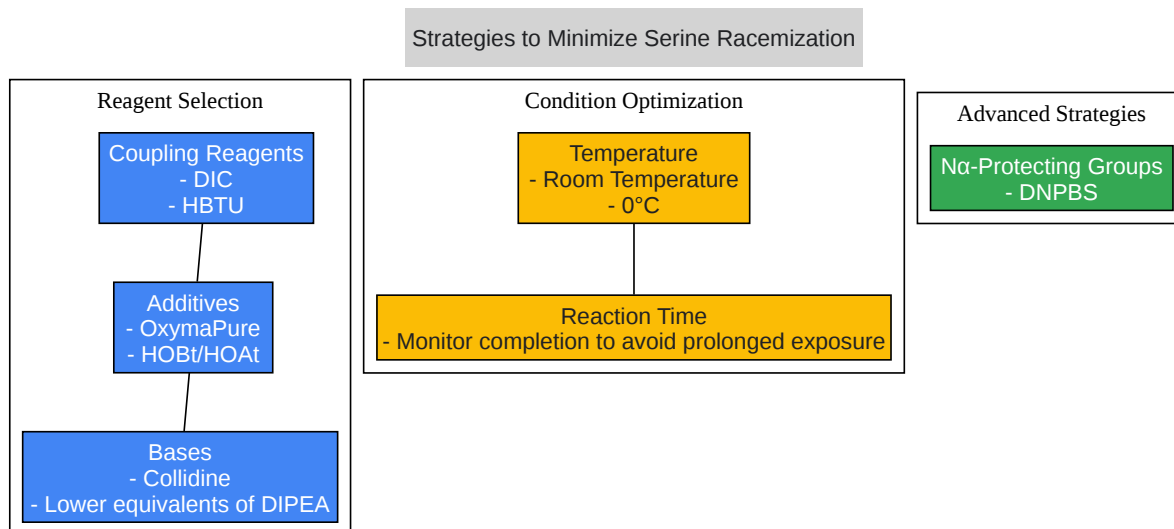 Strategies to Minimize Serine Racemization
Reagent Selection
Coupling Reagents
- DIC
- HBTU
Additives
- OxymaPure
- HOBt/HOAt
Bases
- Collidine
- Lower equivalents of DIPEA
Condition Optimization
Temperature
- Room Temperature
- 0°C
Reaction Time
- Monitor completion to avoid prolonged exposure
Advanced Strategies
Nα-Protecting Groups
- DNPBS